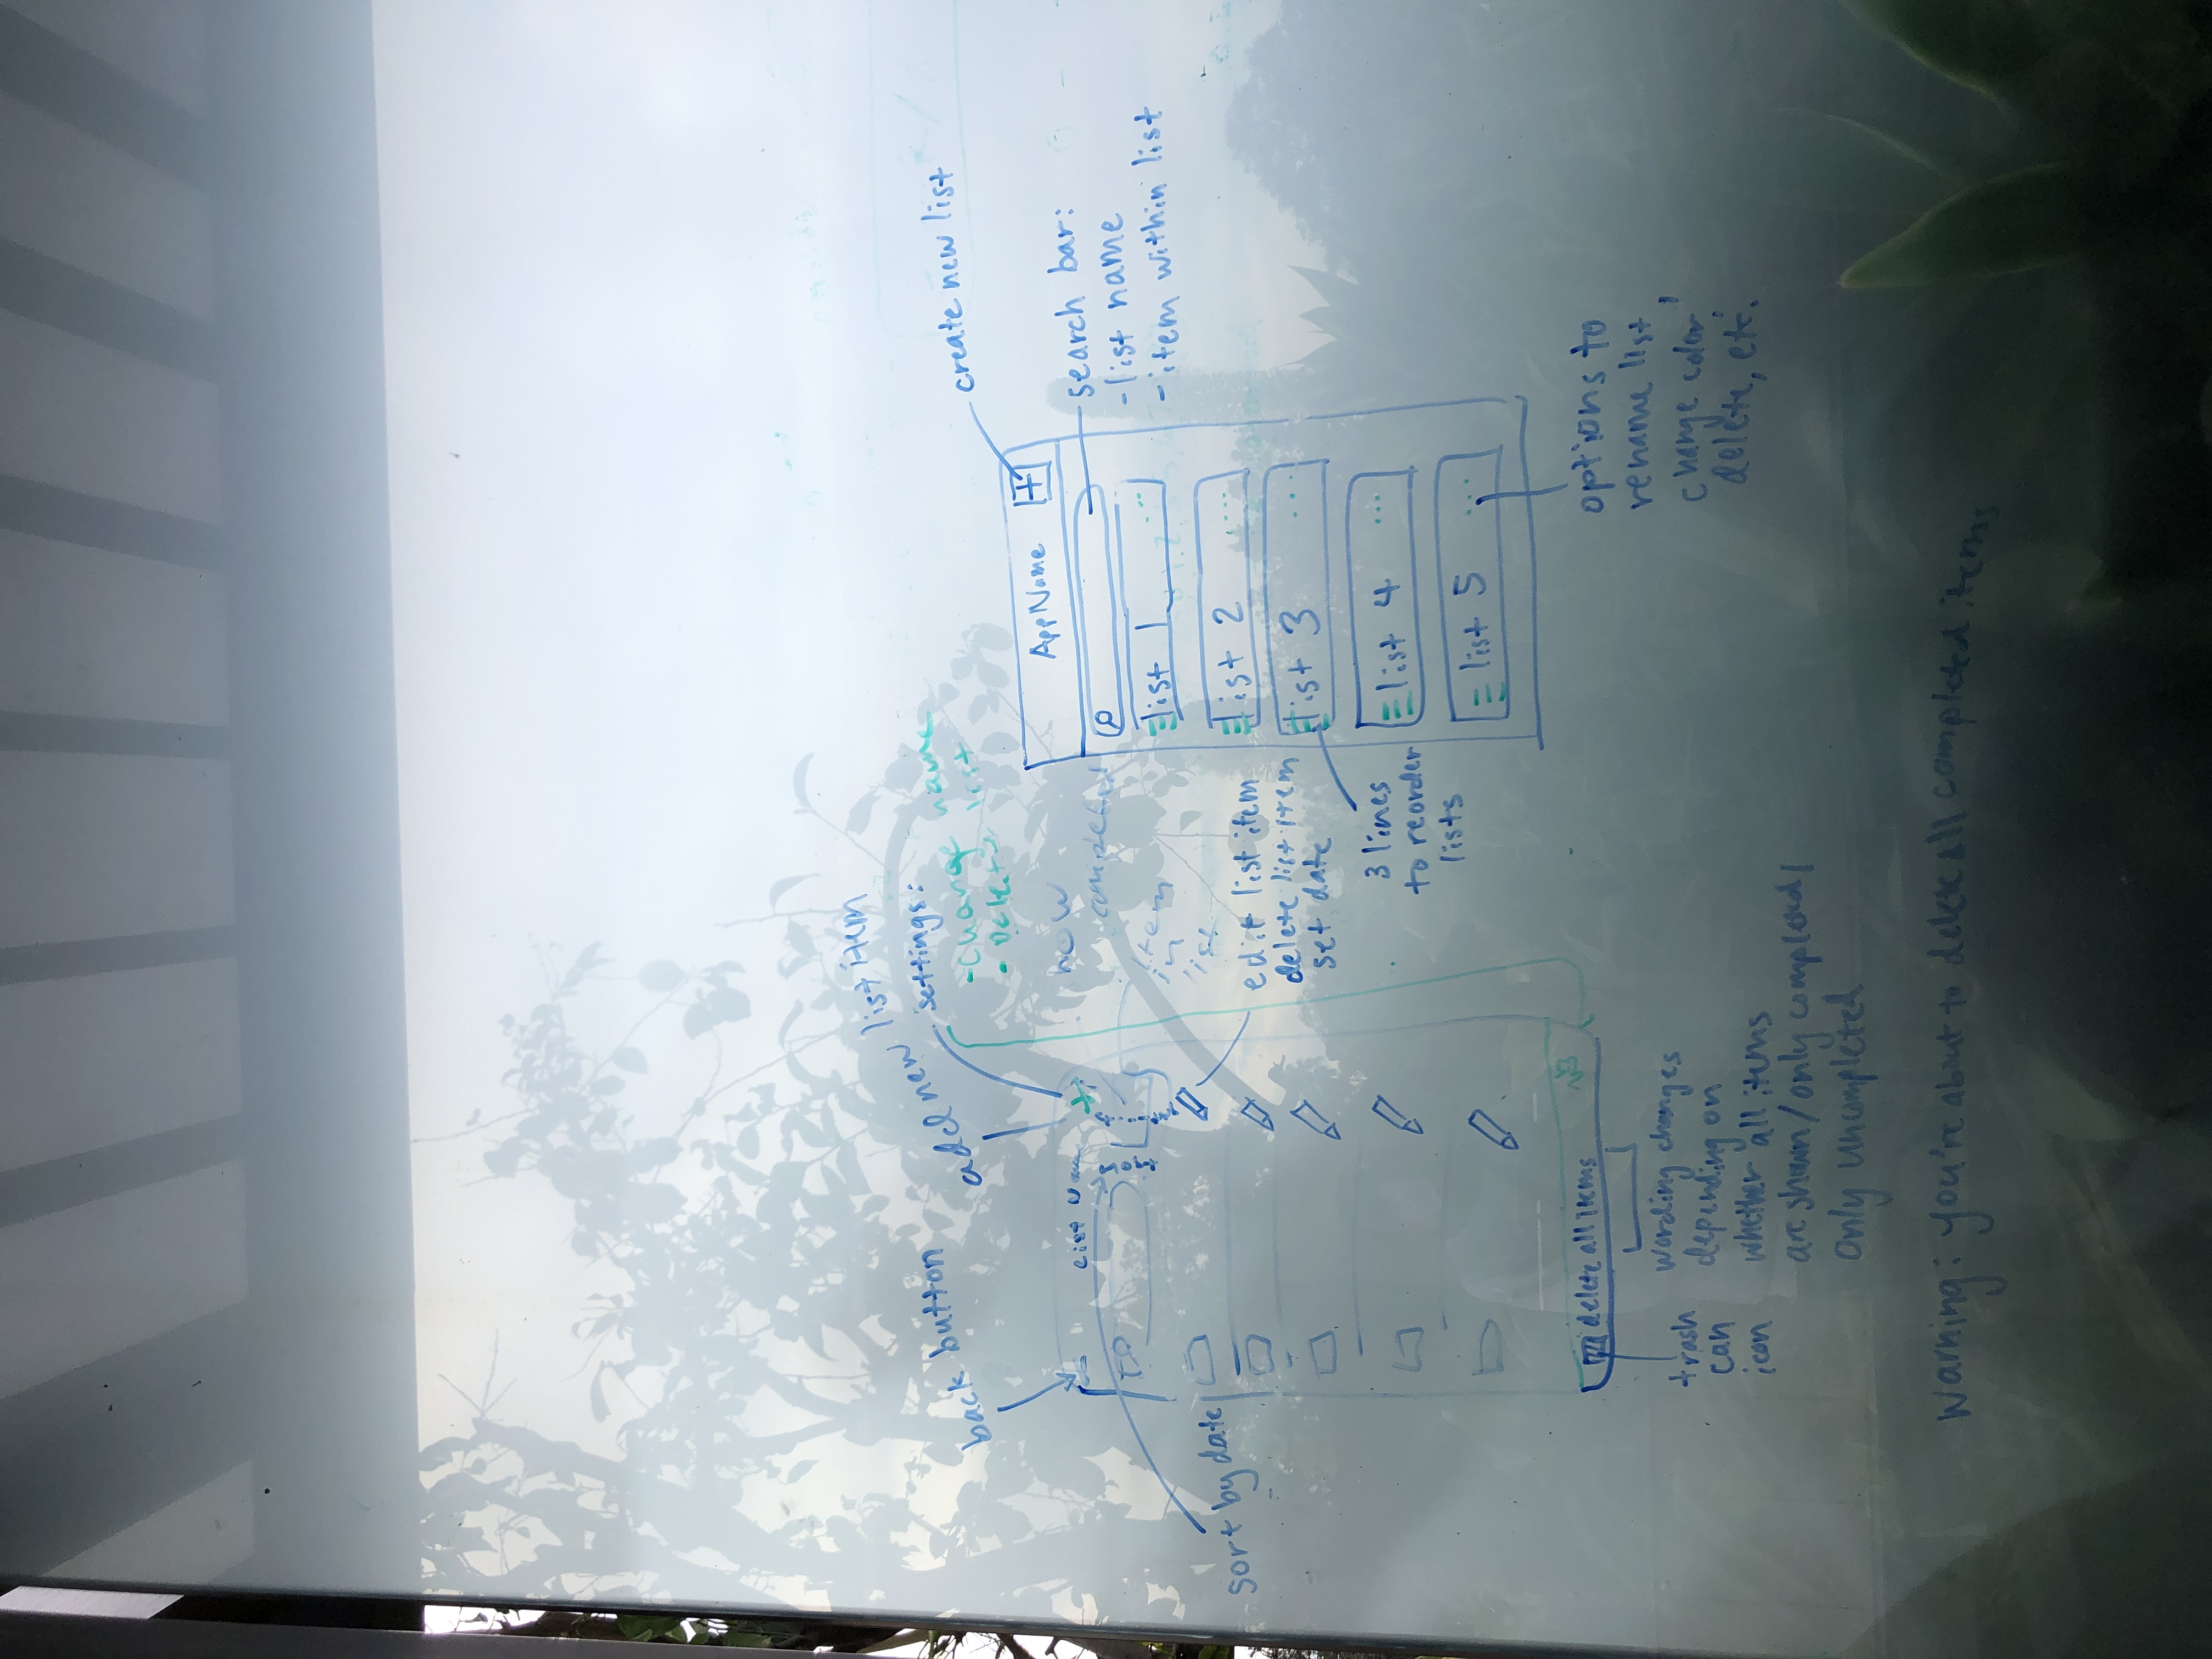 add new list item
back button
settings:
- change name
- Delete list
List
sort by date
completed
item
in
list
edit list item
delete list item
set date
delete all items
trash
can
icon
wording changes
depending on
whether all items
are shown/only completed/
only uncompleted
Warning: you're about to delete all completed items
create new list
AppName
search bar:
- list name
- item within list
list 1
list 2
list 3
list 4
list 5
3 lines
to reorder
lists
options to
rename list,
change color,
delete, etc.